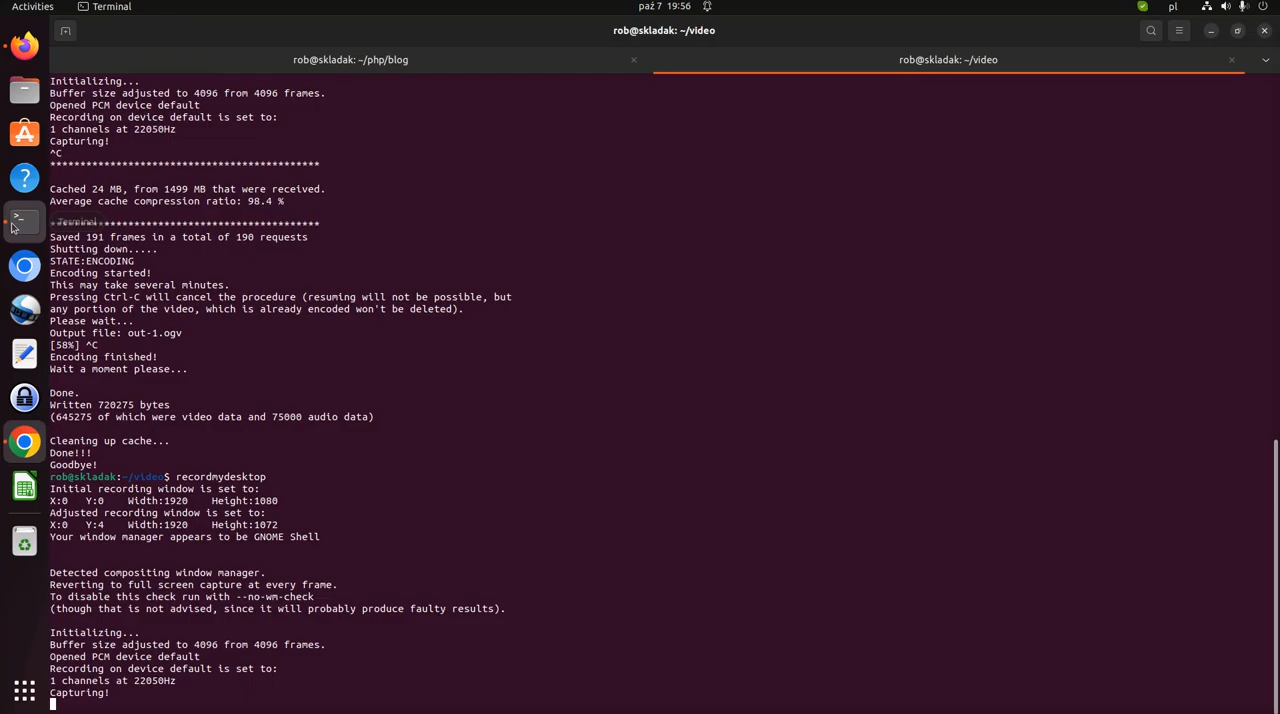 Activities Terminal paź 7 19:56 pl
rob@skladak: ~/video
rob@skladak: ~/php/blog rob@skladak: ~/video
Initializing...
Buffer size adjusted to 4096 from 4096 frames.
Opened PCM device default
Recording on device default is set to:
1 channels at 22050Hz
Capturing!
^C
*********************************************
Cached 24 MB, from 1499 MB that were received.
Average cache compression ratio: 98.4 %
Terminal *********************************************
Saved 191 frames in a total of 190 requests
Shutting down.....
STATE:ENCODING
Encoding started!
This may take several minutes.
Pressing Ctrl-C will cancel the procedure (resuming will not be possible, but
any portion of the video, which is already encoded won't be deleted).
Please wait...
Output file: out-1.ogv
[58%] ^C
Encoding finished!
Wait a moment please...
Done.
Written 720275 bytes
(645275 of which were video data and 75000 audio data)
Cleaning up cache...
Done!!!
Goodbye!
rob@skladak:~/video$ recordmydesktop
Initial recording window is set to:
X:0 Y:0 Width:1920 Height:1080
Adjusted recording window is set to:
X:0 Y:4 Width:1920 Height:1072
Your window manager appears to be GNOME Shell
Detected compositing window manager.
Reverting to full screen capture at every frame.
To disable this check run with --no-wm-check
(though that is not advised, since it will probably produce faulty results).
Initializing...
Buffer size adjusted to 4096 from 4096 frames.
Opened PCM device default
Recording on device default is set to:
1 channels at 22050Hz
Capturing!